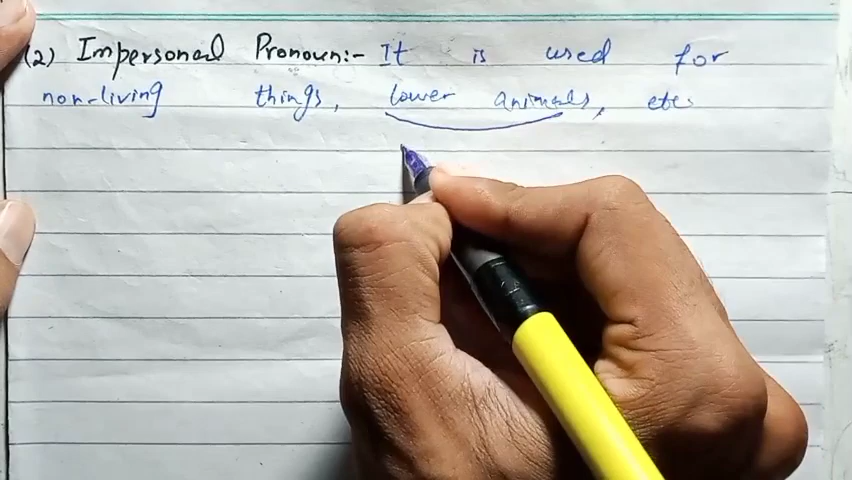 (2) Impersonal Pronoun:- It is used for
non-living things, lower animals, etc.